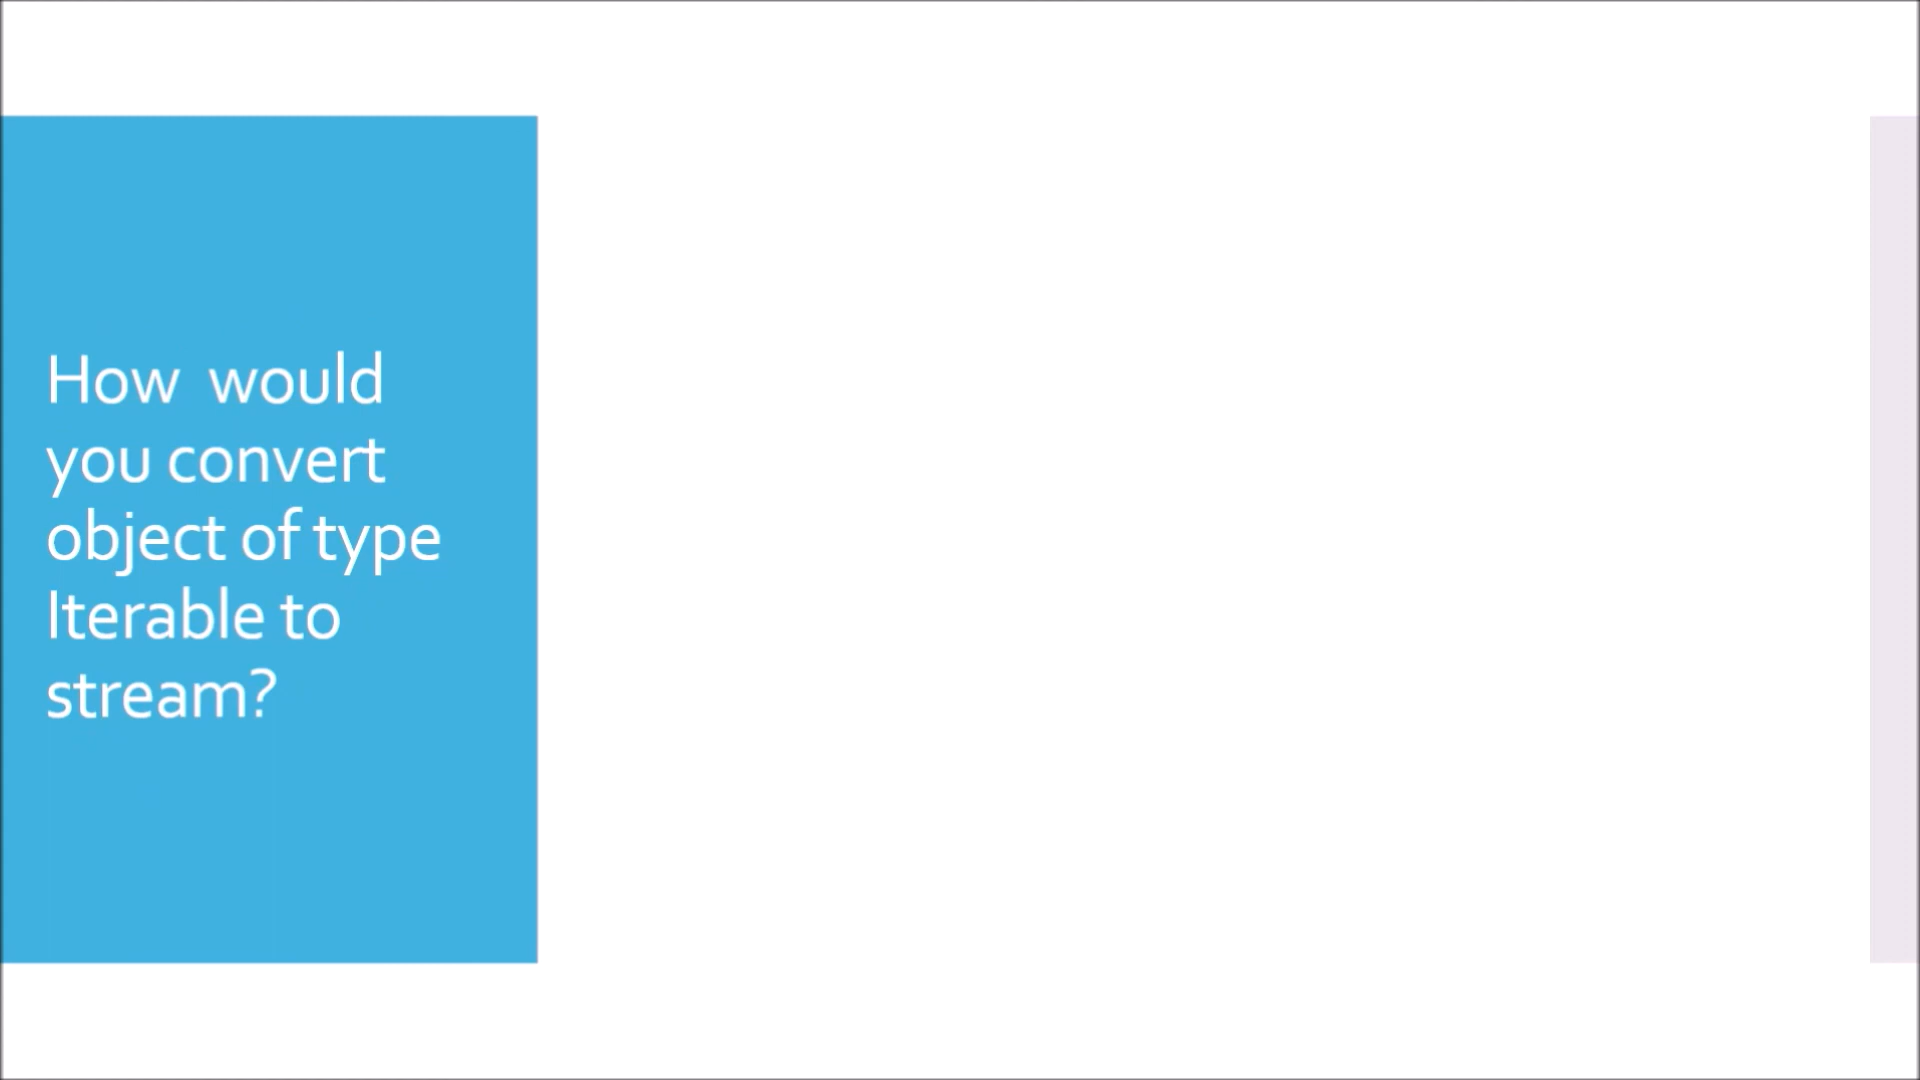 How  would
you convert
object of type
Iterable to
stream?